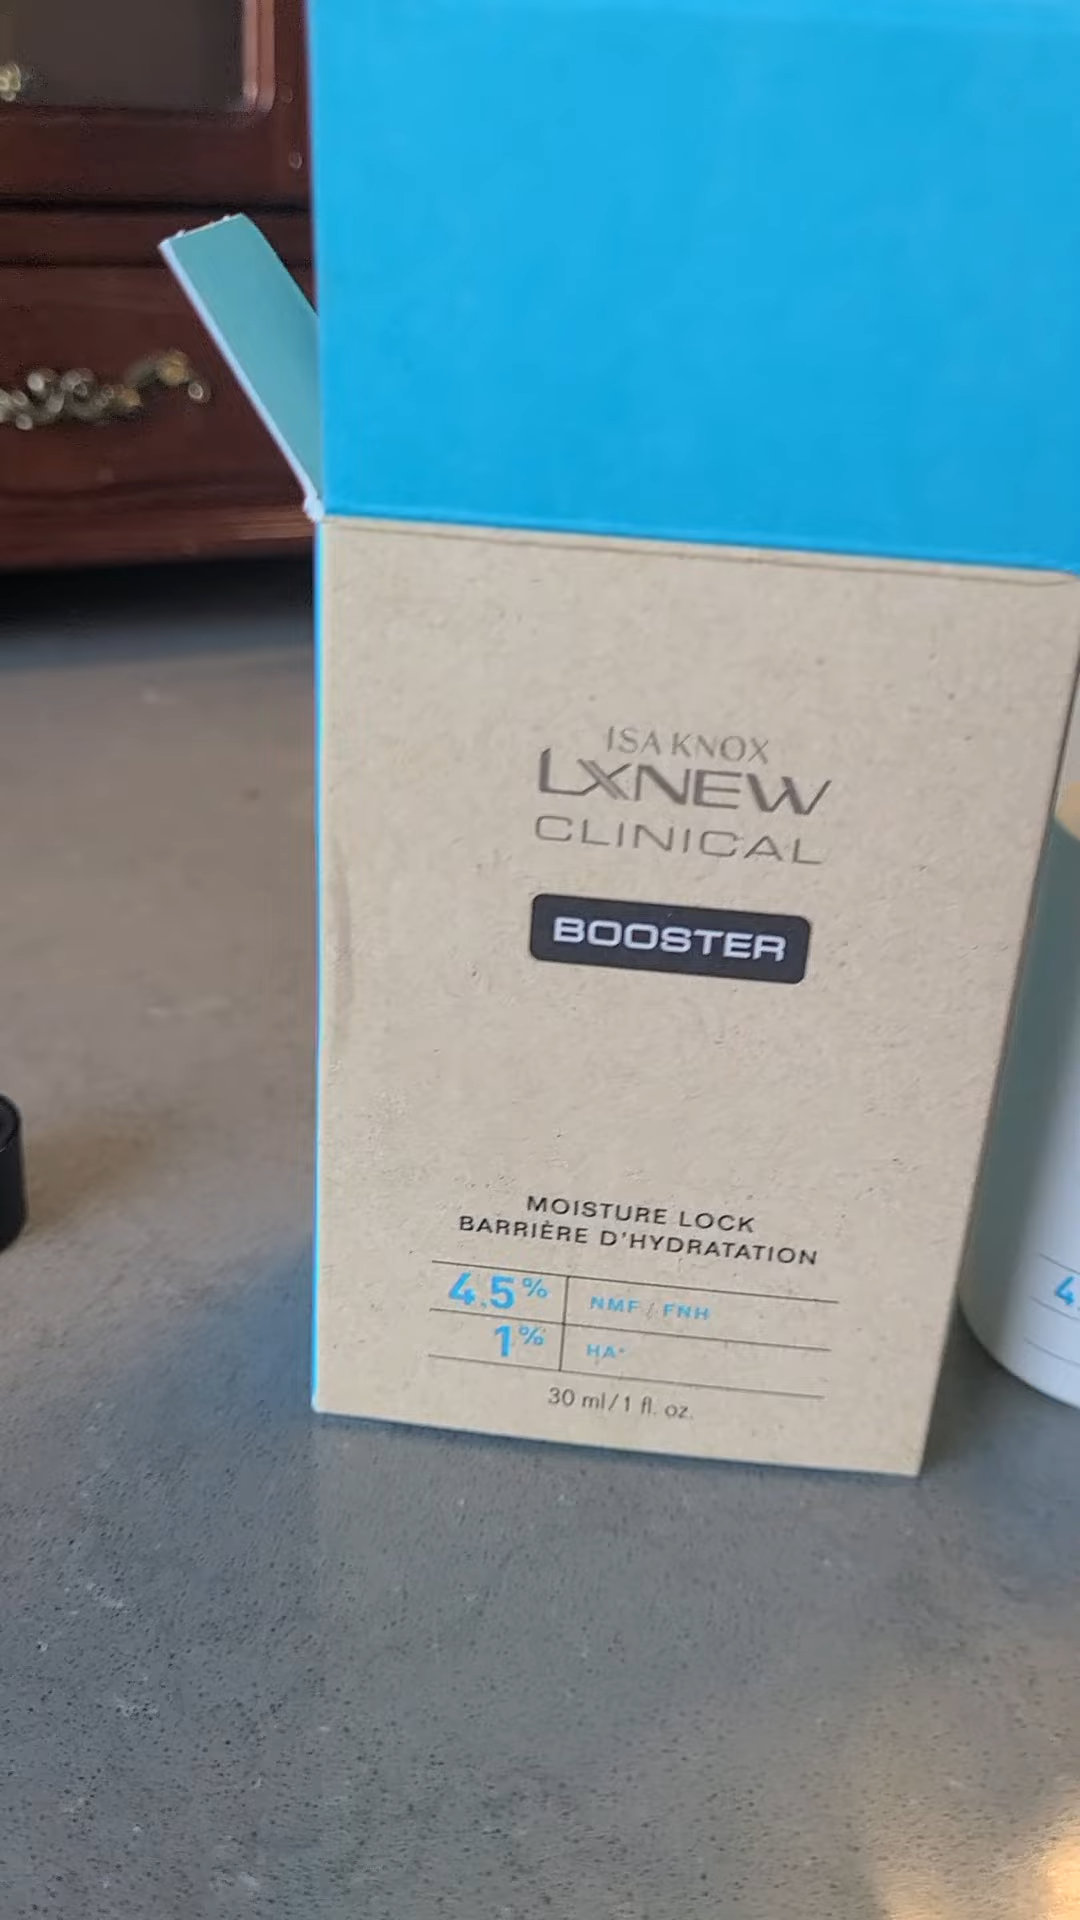 ISA KNOX
LXNEW
CLINICAL
BOOSTER
MOISTURE LOCK
BARRIÈRE D'HYDRATATION
4.5% NMF / FNH
1% HA*
30 ml/1 fl. oz.
4.